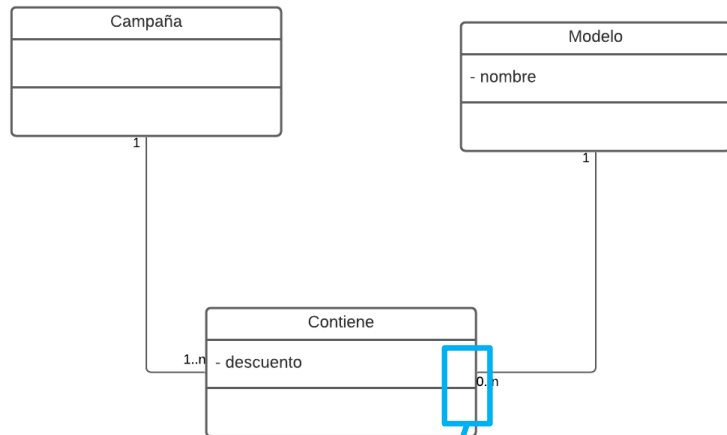 Campaña
Modelo
- nombre
1
1
Contiene
1..n
- descuento
0..n